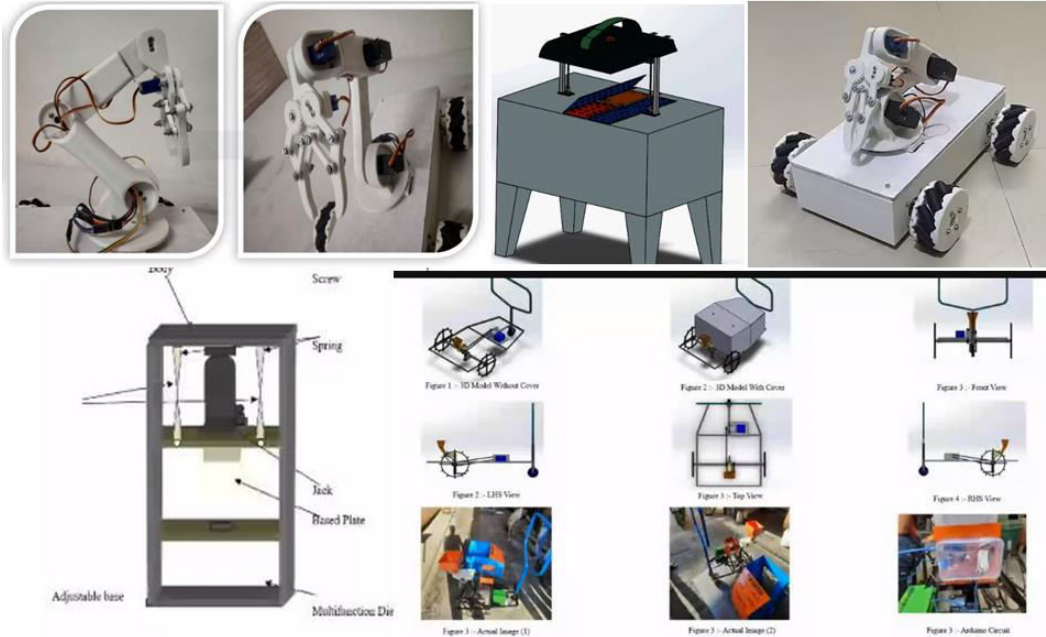 Body
Screw
Spring
Jack
Based Plate
Adjustable base
Multifunction Die
Figure 1 :- 3D Model Without Cover
Figure 2 :- 3D Model With Cover
Figure 3 :- Front View
Figure 2 :- LHS View
Figure 3 :- Top View
Figure 4 :- RHS View
Figure 3 :- Actual Image (1)
Figure 3 :- Actual Image (2)
Figure 3 :- Arduino Circuit